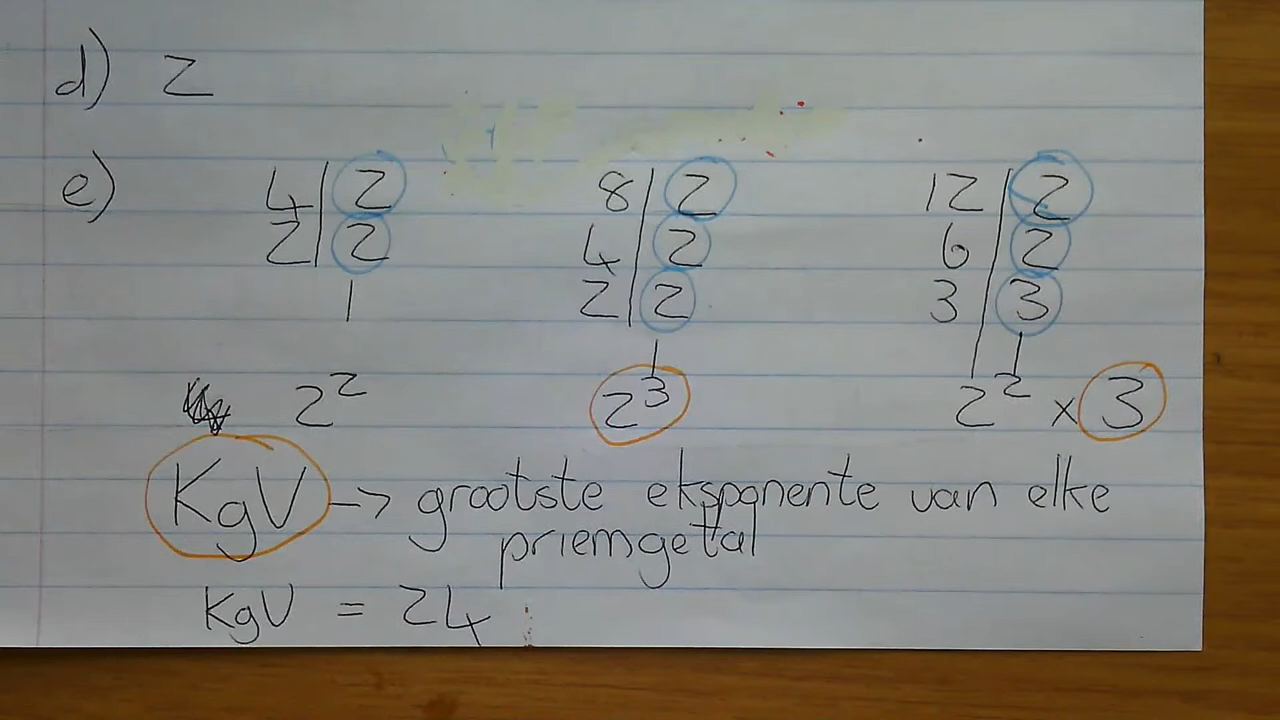 d) 2
e) 4 | 2 8 | 2 12 | 2
2 | 2 4 | 2 6 | 2
1 2 | 2 3 | 3
1 1
2² 2³ 2² x 3
KgV -> grootste eksponente van elke
priemgetal
KgV = 24